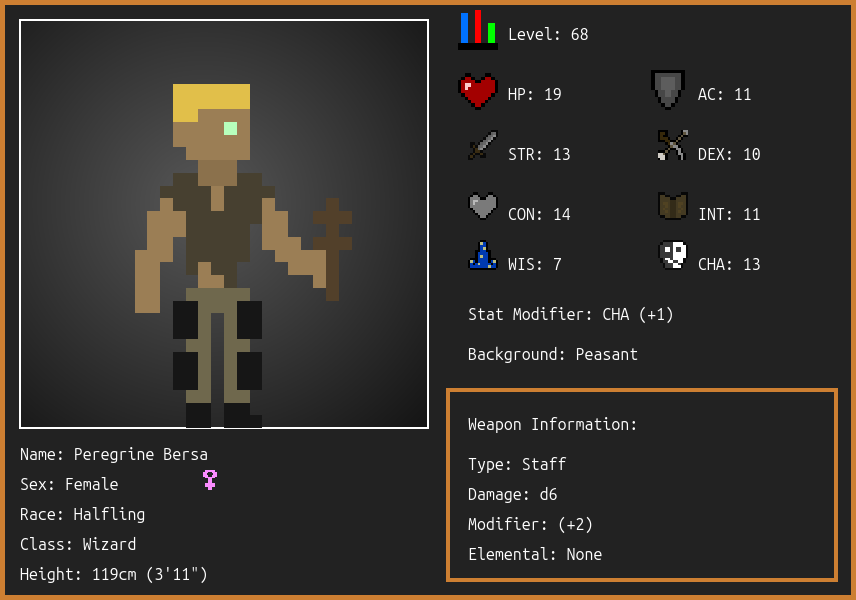 Level: 68
HP: 19
AC: 11
STR: 13
DEX: 10
CON: 14
INT: 11
WIS: 7
CHA: 13
Stat Modifier: CHA (+1)
Background: Peasant
Weapon Information:
Type: Staff
Damage: d6
Modifier: (+2)
Elemental: None
Name: Peregrine Bersa
Sex: Female
Race: Halfling
Class: Wizard
Height: 119cm (3'11")